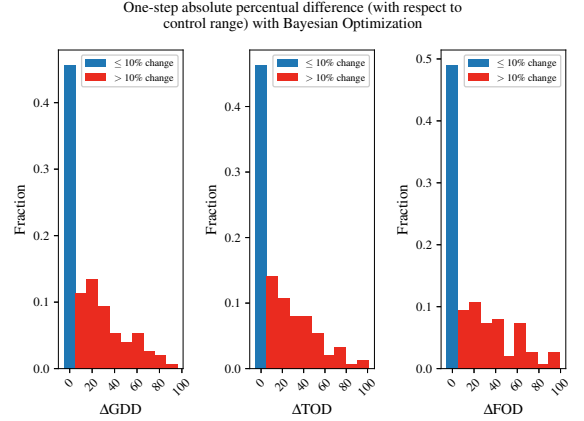 One-step absolute percentual difference (with respect to
control range) with Bayesian Optimization
≤ 10% change
> 10% change
Fraction
0.4
0.3
0.2
0.1
0.0
0 20 40 60 80 100
ΔGDD
≤ 10% change
> 10% change
Fraction
0.4
0.3
0.2
0.1
0.0
0 20 40 60 80 100
ΔTOD
≤ 10% change
> 10% change
Fraction
0.5
0.4
0.3
0.2
0.1
0.0
0 20 40 60 80 100
ΔFOD